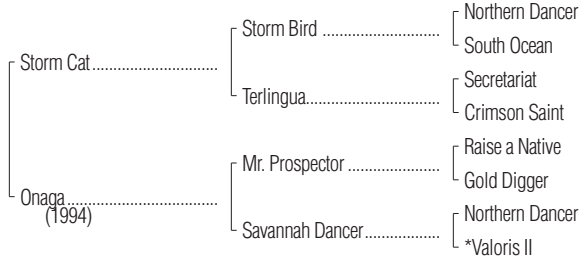 Northern Dancer
Storm Bird ..............................
South Ocean
Storm Cat..............................
Secretariat
Terlingua................................
Crimson Saint
Raise a Native
Mr. Prospector .......................
Gold Digger
Onaga ...................................
(1994)
Northern Dancer
Savannah Dancer...................
*Valoris II